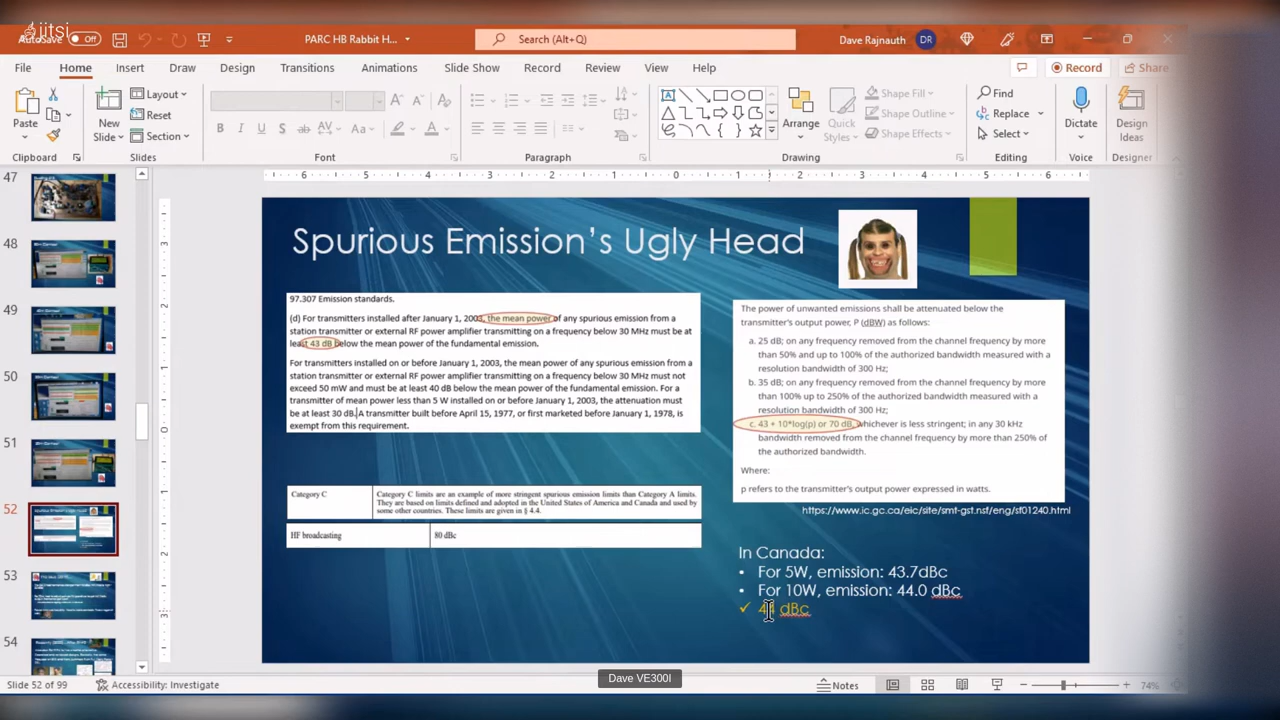 jitsi
AutoSave Off
PARC HB Rabbit H...
Search (Alt+Q)
Dave Rajnauth DR
File Home Insert Draw Design Transitions Animations Slide Show Record Review View Help
Record Share
Paste
New
Slide
Layout
Reset
Section
B I U S ab AV Aa A
Arrange
Quick
Styles
Shape Fill
Shape Outline
Shape Effects
Find
Replace
Select
Dictate
Design
Ideas
Clipboard Slides Font Paragraph Drawing Editing Voice Designer
6 5 4 3 2 1 0 1 2 3 4 5 6
47
48
49
50
51
52
53
54
Spurious Emission's Ugly Head
97.307 Emission standards.
(d) For transmitters installed after January 1, 2003, the mean power of any spurious emission from a
station transmitter or external RF power amplifier transmitting on a frequency below 30 MHz must be at
least 43 dB below the mean power of the fundamental emission.
For transmitters installed on or before January 1, 2003, the mean power of any spurious emission from a
station transmitter or external RF power amplifier transmitting on a frequency below 30 MHz must not
exceed 50 mW and must be at least 40 dB below the mean power of the fundamental emission. For a
transmitter of mean power less than 5 W installed on or before January 1, 2003, the attenuation must
be at least 30 dB. A transmitter built before April 15, 1977, or first marketed before January 1, 1978, is
exempt from this requirement.
Category C
Category C limits are an example of more stringent spurious emission limits than Category A limits.
They are based on limits defined and adopted in the United States of America and Canada and used by
some other countries. These limits are given in § 4.4.
HF broadcasting 80 dBc
The power of unwanted emissions shall be attenuated below the
transmitter's output power, P (dBW) as follows:
a. 25 dB; on any frequency removed from the channel frequency by more
than 50% and up to 100% of the authorized bandwidth measured with a
resolution bandwidth of 300 Hz;
b. 35 dB; on any frequency removed from the channel frequency by more
than 100% up to 250% of the authorized bandwidth measured with a
resolution bandwidth of 300 Hz;
c. 43 + 10*log(p) or 70 dB, whichever is less stringent; in any 30 kHz
bandwidth removed from the channel frequency by more than 250% of
the authorized bandwidth.
Where:
p refers to the transmitter's output power expressed in watts.
https://www.ic.gc.ca/eic/site/smt-gst.nsf/eng/sf01240.html
In Canada:
• For 5W, emission: 43.7dBc
• For 10W, emission: 44.0 dBc
✓ dBc
Dave VE3OOI
Slide 52 of 99 Accessibility: Investigate Notes 74%